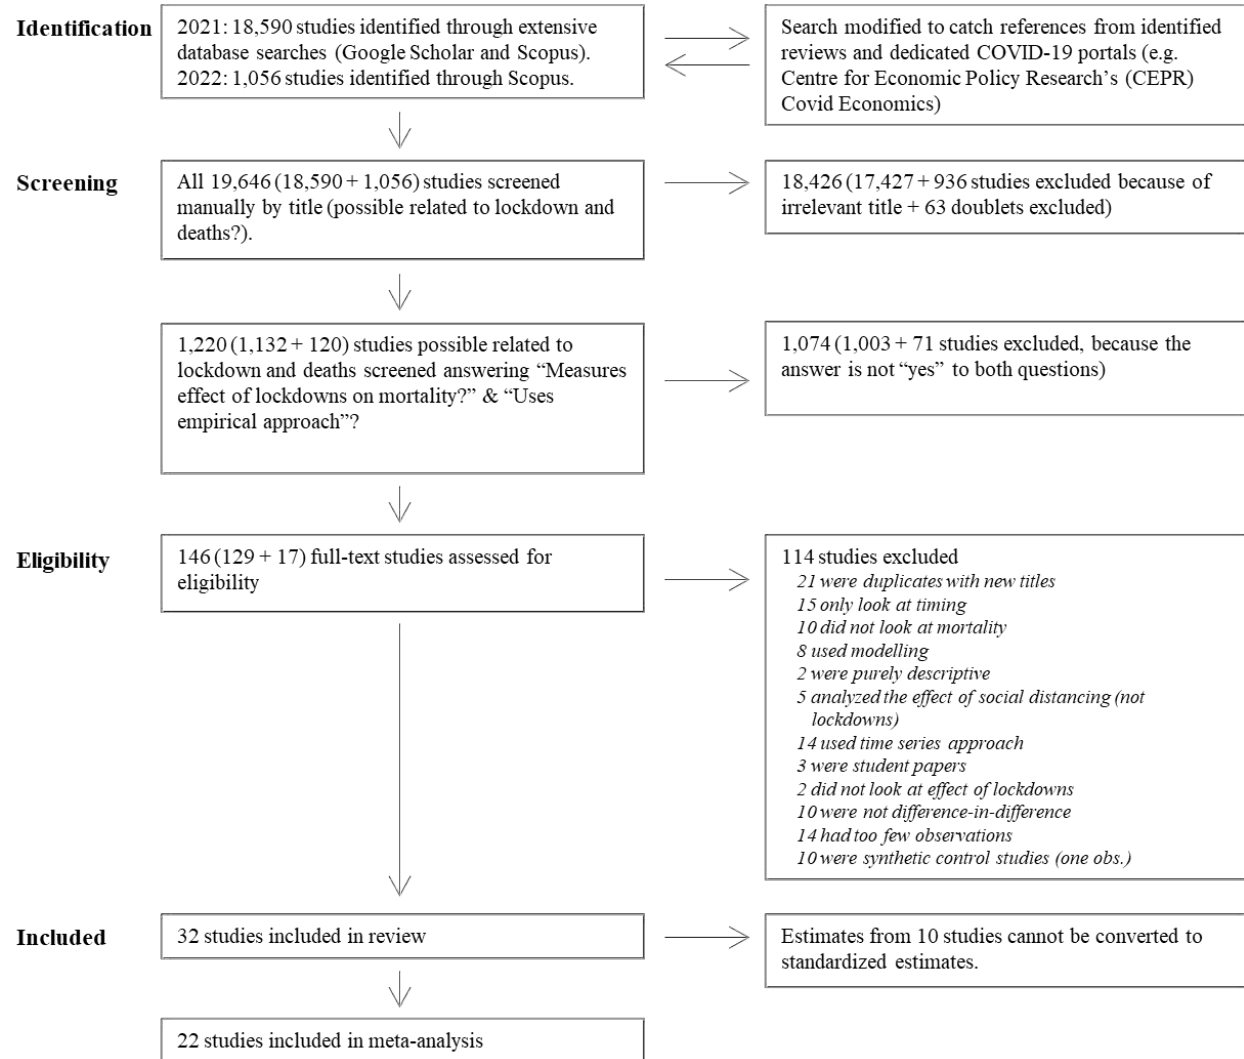 Identification
2021: 18,590 studies identified through extensive
database searches (Google Scholar and Scopus).
2022: 1,056 studies identified through Scopus.
Search modified to catch references from identified
reviews and dedicated COVID-19 portals (e.g.
Centre for Economic Policy Research's (CEPR)
Covid Economics)
Screening
All 19,646 (18,590 + 1,056) studies screened
manually by title (possible related to lockdown and
deaths?).
18,426 (17,427 + 936 studies excluded because of
irrelevant title + 63 doublets excluded)
1,220 (1,132 + 120) studies possible related to
lockdown and deaths screened answering “Measures
effect of lockdowns on mortality?” & “Uses
empirical approach”?
1,074 (1,003 + 71 studies excluded, because the
answer is not “yes” to both questions)
Eligibility
146 (129 + 17) full-text studies assessed for
eligibility
114 studies excluded
21 were duplicates with new titles
15 only look at timing
10 did not look at mortality
8 used modelling
2 were purely descriptive
5 analyzed the effect of social distancing (not
lockdowns)
14 used time series approach
3 were student papers
2 did not look at effect of lockdowns
10 were not difference-in-difference
14 had too few observations
10 were synthetic control studies (one obs.)
Included
32 studies included in review
Estimates from 10 studies cannot be converted to
standardized estimates.
22 studies included in meta-analysis